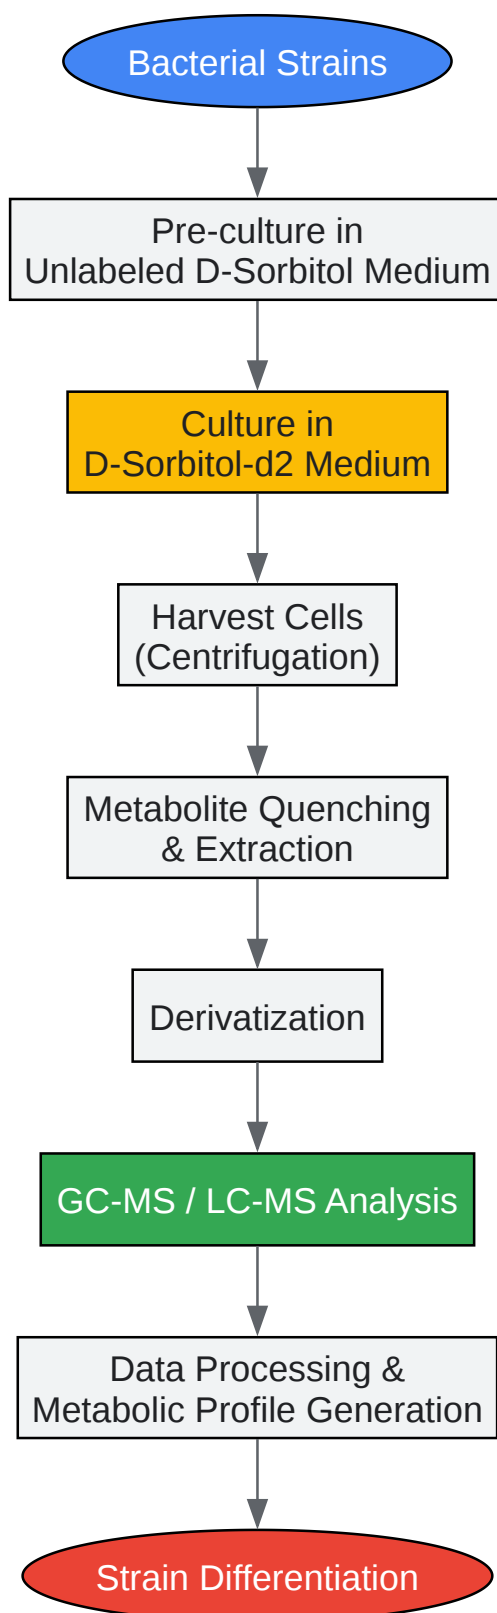 Bacterial Strains
Pre-culture in
Unlabeled D-Sorbitol Medium
Culture in
D-Sorbitol-d2 Medium
Harvest Cells
(Centrifugation)
Metabolite Quenching
& Extraction
Derivatization
GC-MS / LC-MS Analysis
Data Processing &
Metabolic Profile Generation
Strain Differentiation